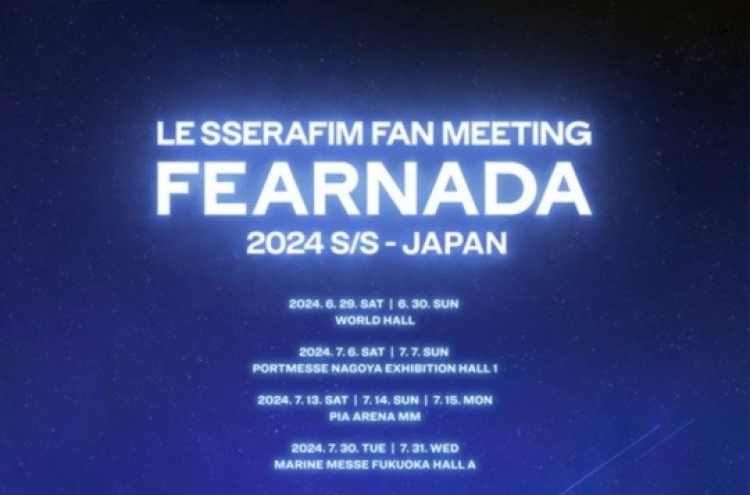 LE SSERAFIM FAN MEETING
FEARNADA
2024 S/S - JAPAN
2024. 6. 29. SAT | 6. 30. SUN
WORLD HALL
2024. 7. 6. SAT | 7. 7. SUN
PORTMESSE NAGOYA EXHIBITION HALL 1
2024. 7. 13. SAT | 7. 14. SUN | 7. 15. MON
PIA ARENA MM
2024. 7. 30. TUE | 7. 31. WED
MARINE MESSE FUKUOKA HALL A